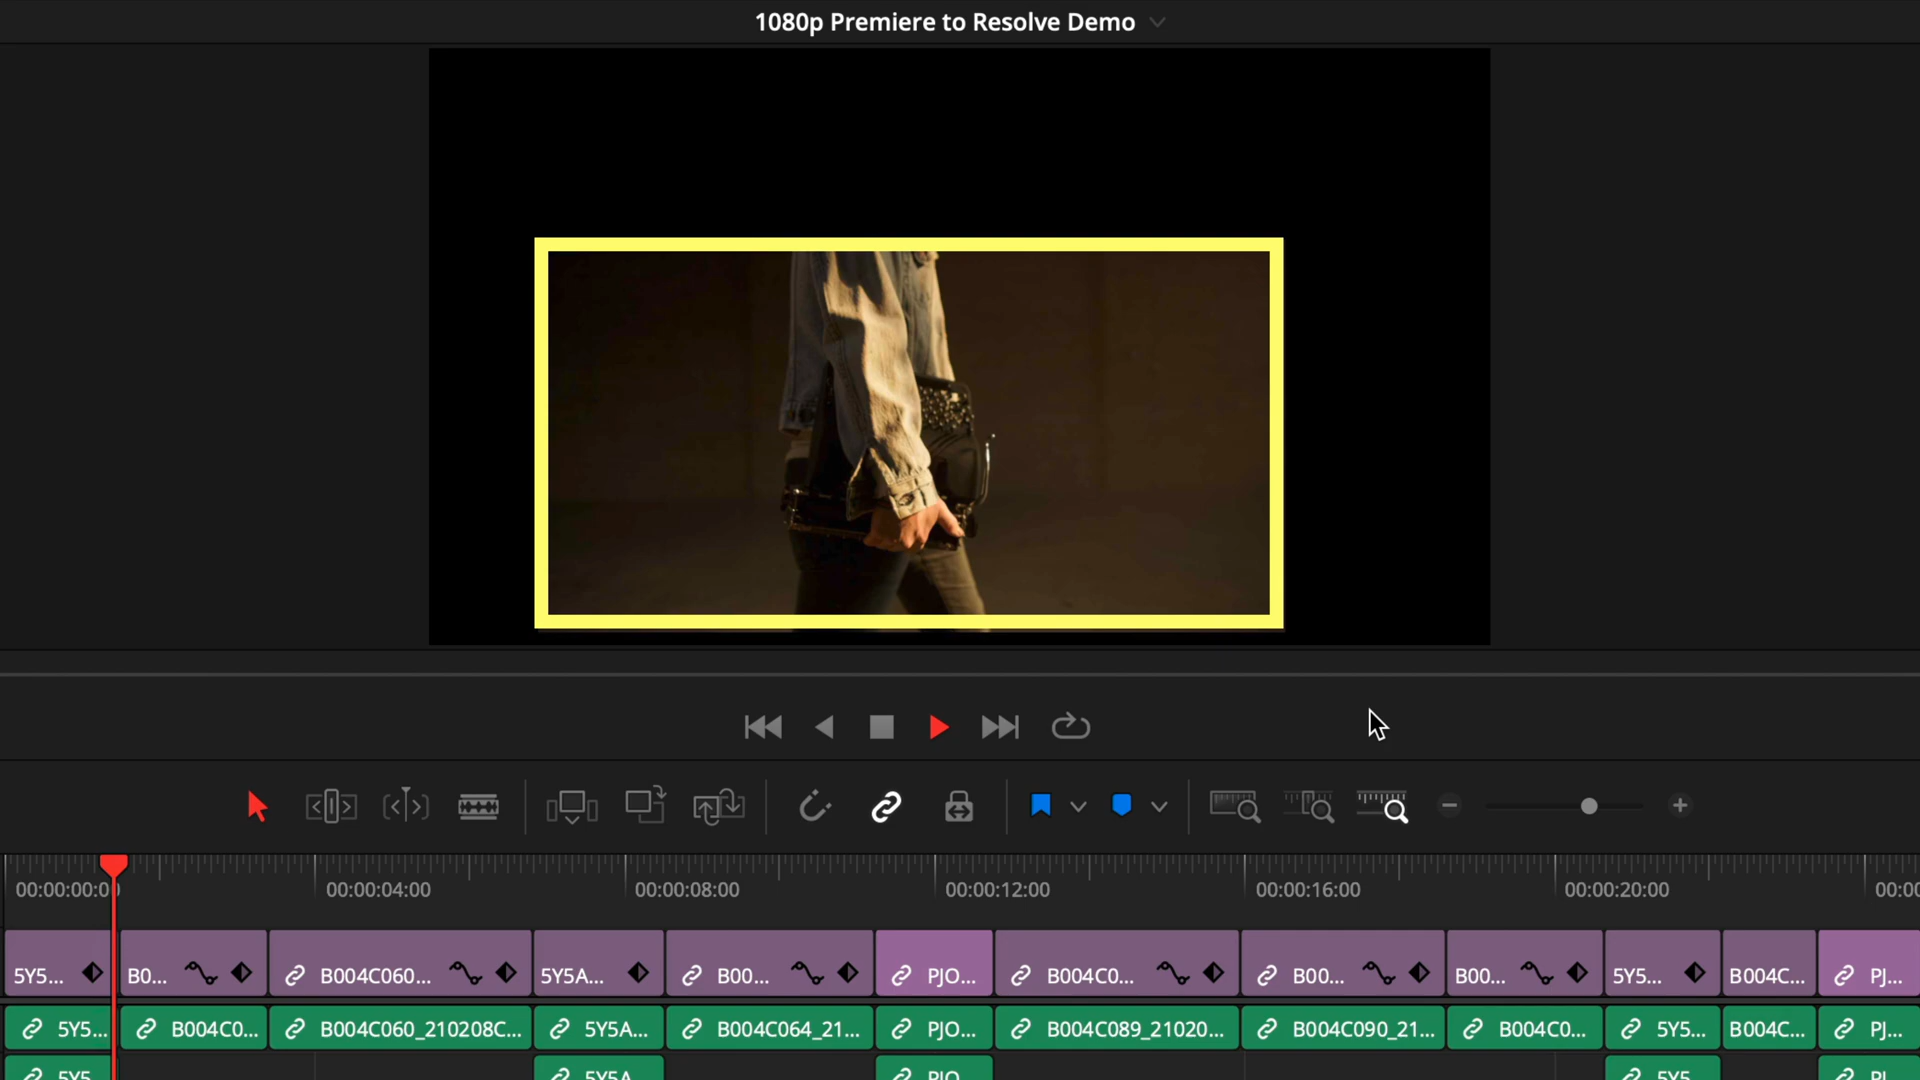 1080p Premiere to Resolve Demo
00:00:00:0 00:00:04:00 00:00:08:00 00:00:12:00 00:00:16:00 00:00:20:00 00:00
5Y5... B0... B004C060... 5Y5A... B00... PJO... B004C0... B00... B00... 5Y5... B004C... PJ...
5Y5... B004C0... B004C060_210208C... 5Y5A... B004C064_21... PJO... B004C089_21020... B004C090_21... B004C0... 5Y5... B004C... PJ...
5Y5 5Y5A PJO 5Y5 PJ